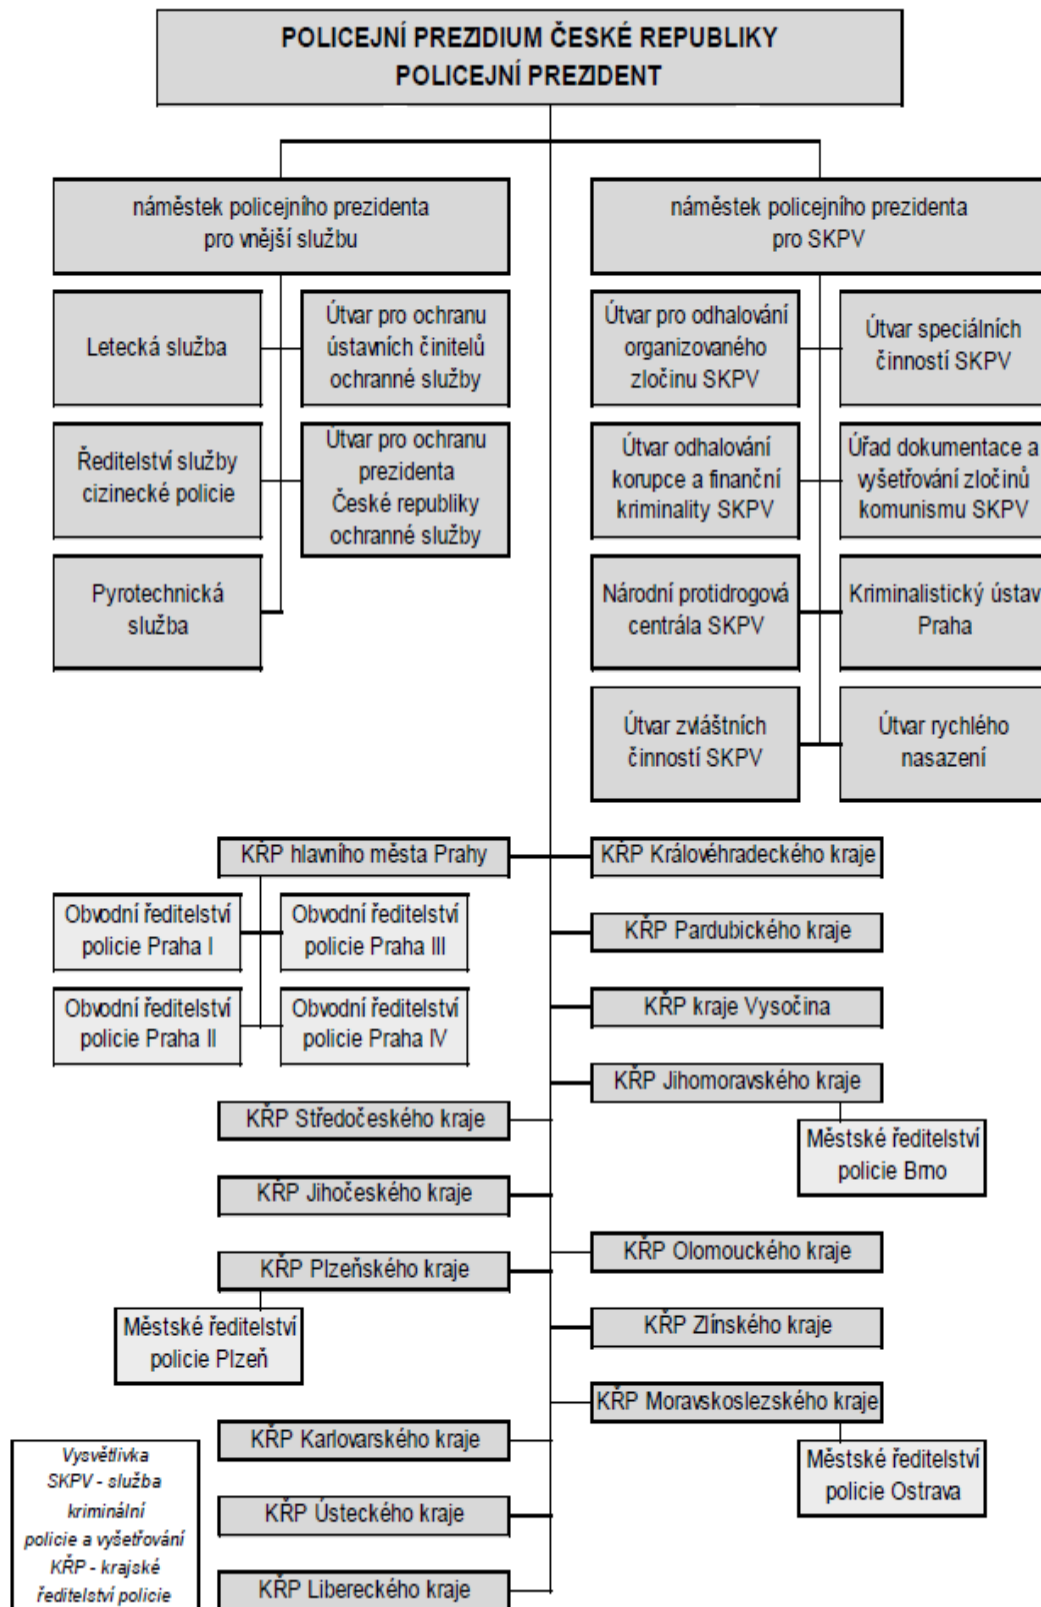 POLICEJNÍ PREZIDIUM ČESKÉ REPUBLIKY
POLICEJNÍ PREZIDENT
náměstek policejního prezidenta
pro vnější službu
náměstek policejního prezidenta
pro SKPV
Letecká služba
Útvar pro ochranu
ústavních činitelů
ochranné služby
Útvar pro odhalování
organizovaného
zločinu SKPV
Útvar speciálních
činností SKPV
Ředitelství služby
cizinecké policie
Útvar pro ochranu
prezidenta
České republiky
ochranné služby
Útvar odhalování
korupce a finanční
kriminality SKPV
Úřad dokumentace a
vyšetřování zločinů
komunismu SKPV
Pyrotechnická
služba
Národní protidrogová
centrála SKPV
Kriminalistický ústav
Praha
Útvar zvláštních
činností SKPV
Útvar rychlého
nasazení
KŘP hlavního města Prahy
KŘP Královéhradeckého kraje
Obvodní ředitelství
policie Praha I
Obvodní ředitelství
policie Praha III
KŘP Pardubického kraje
Obvodní ředitelství
policie Praha II
Obvodní ředitelství
policie Praha IV
KŘP kraje Vysočina
KŘP Jihomoravského kraje
KŘP Středočeského kraje
Městské ředitelství
policie Brno
KŘP Jihočeského kraje
KŘP Olomouckého kraje
KŘP Plzeňského kraje
Městské ředitelství
policie Plzeň
KŘP Zlínského kraje
KŘP Moravskoslezského kraje
KŘP Karlovarského kraje
Městské ředitelství
policie Ostrava
KŘP Ústeckého kraje
KŘP Libereckého kraje
Vysvětlivka
SKPV - služba
kriminální
policie a vyšetřování
KŘP - krajské
ředitelství policie